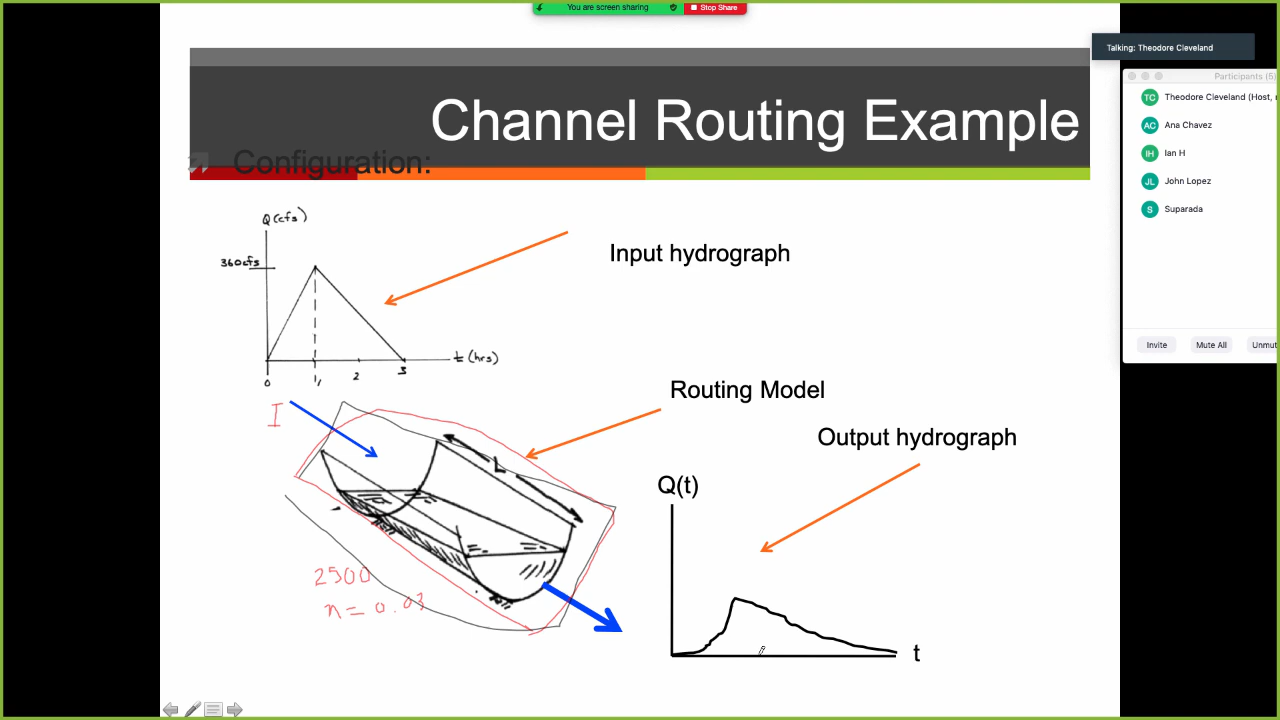 You are screen sharing
Stop Share
Talking: Theodore Cleveland
Participants (5)
TC Theodore Cleveland (Host,
AC Ana Chavez
IH Ian H
JL John Lopez
S Suparada
Invite Mute All Unmut
Channel Routing Example
Configuration:
Q(cfs)
360cfs
Input hydrograph
t (hrs)
0 1 2 3
I
Routing Model
L
Output hydrograph
Q(t)
2500
n = 0.03
t